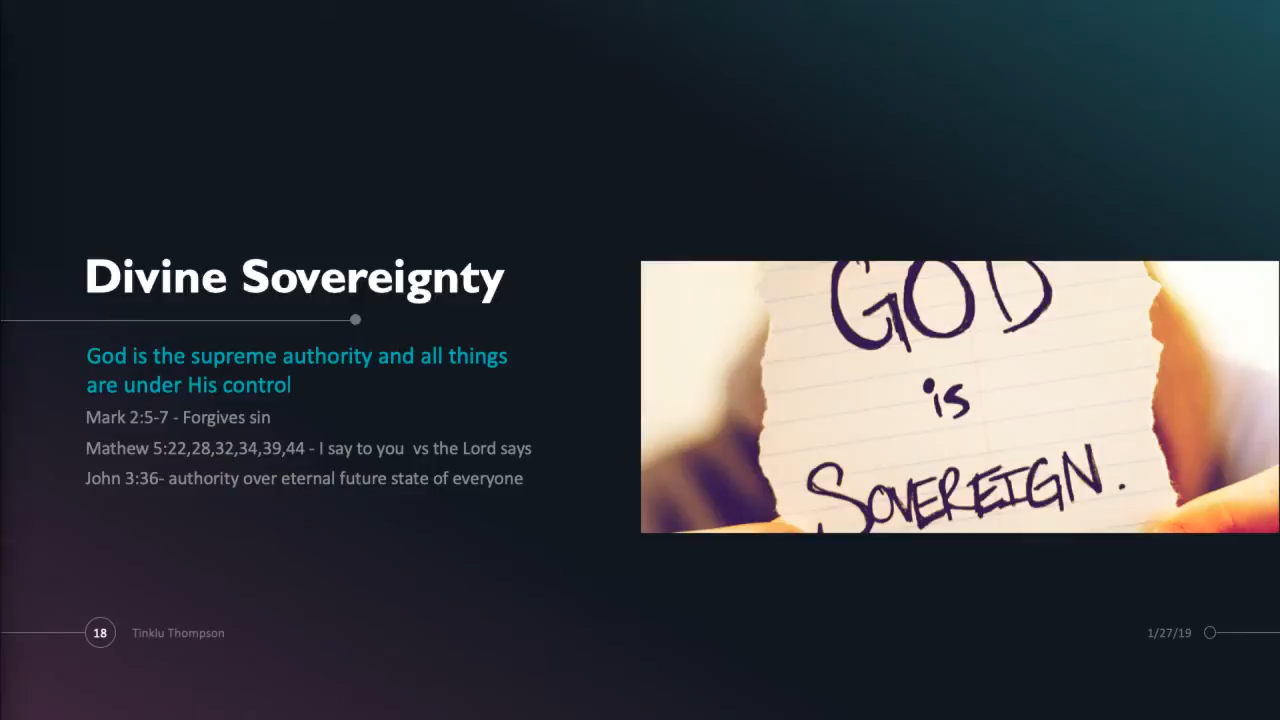 Divine Sovereignty
God is the supreme authority and all things
are under His control
Mark 2:5-7 - Forgives sin
Mathew 5:22,28,32,34,39,44 - I say to you  vs the Lord says
John 3:36- authority over eternal future state of everyone
GOD
is
SOVEREIGN.
18
Tinklu Thompson
1/27/19